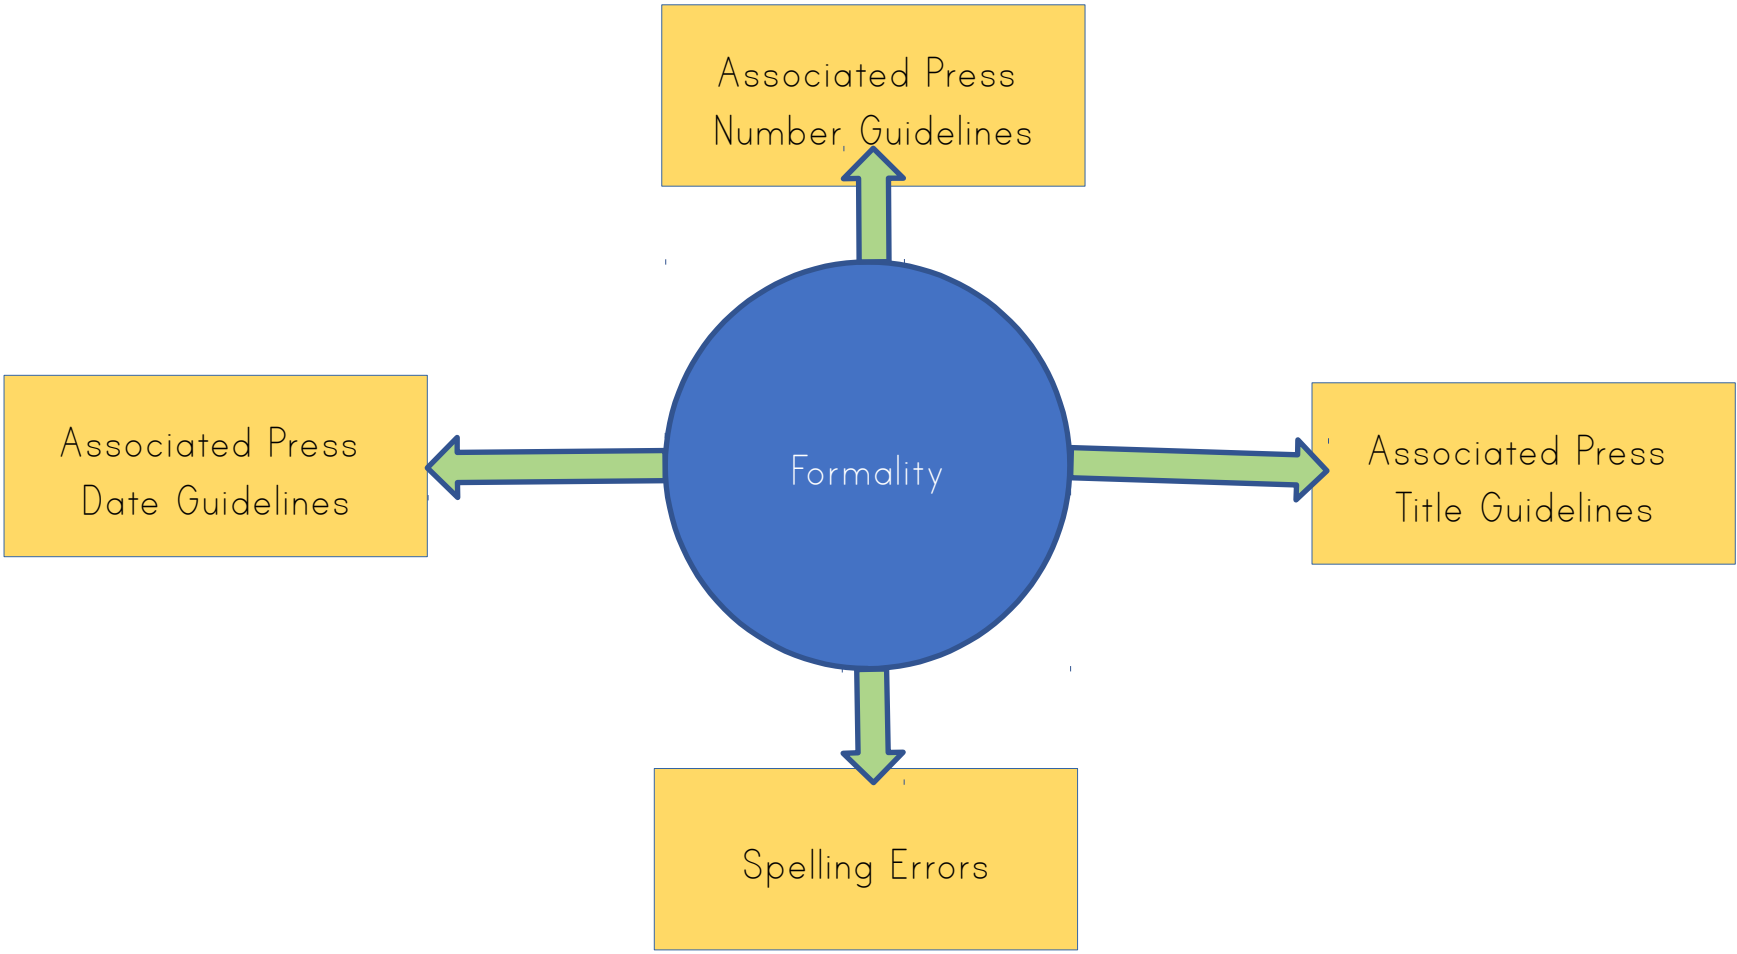 Associated Press
Number Guidelines
Associated Press
Date Guidelines
Formality
Associated Press
Title Guidelines
Spelling Errors